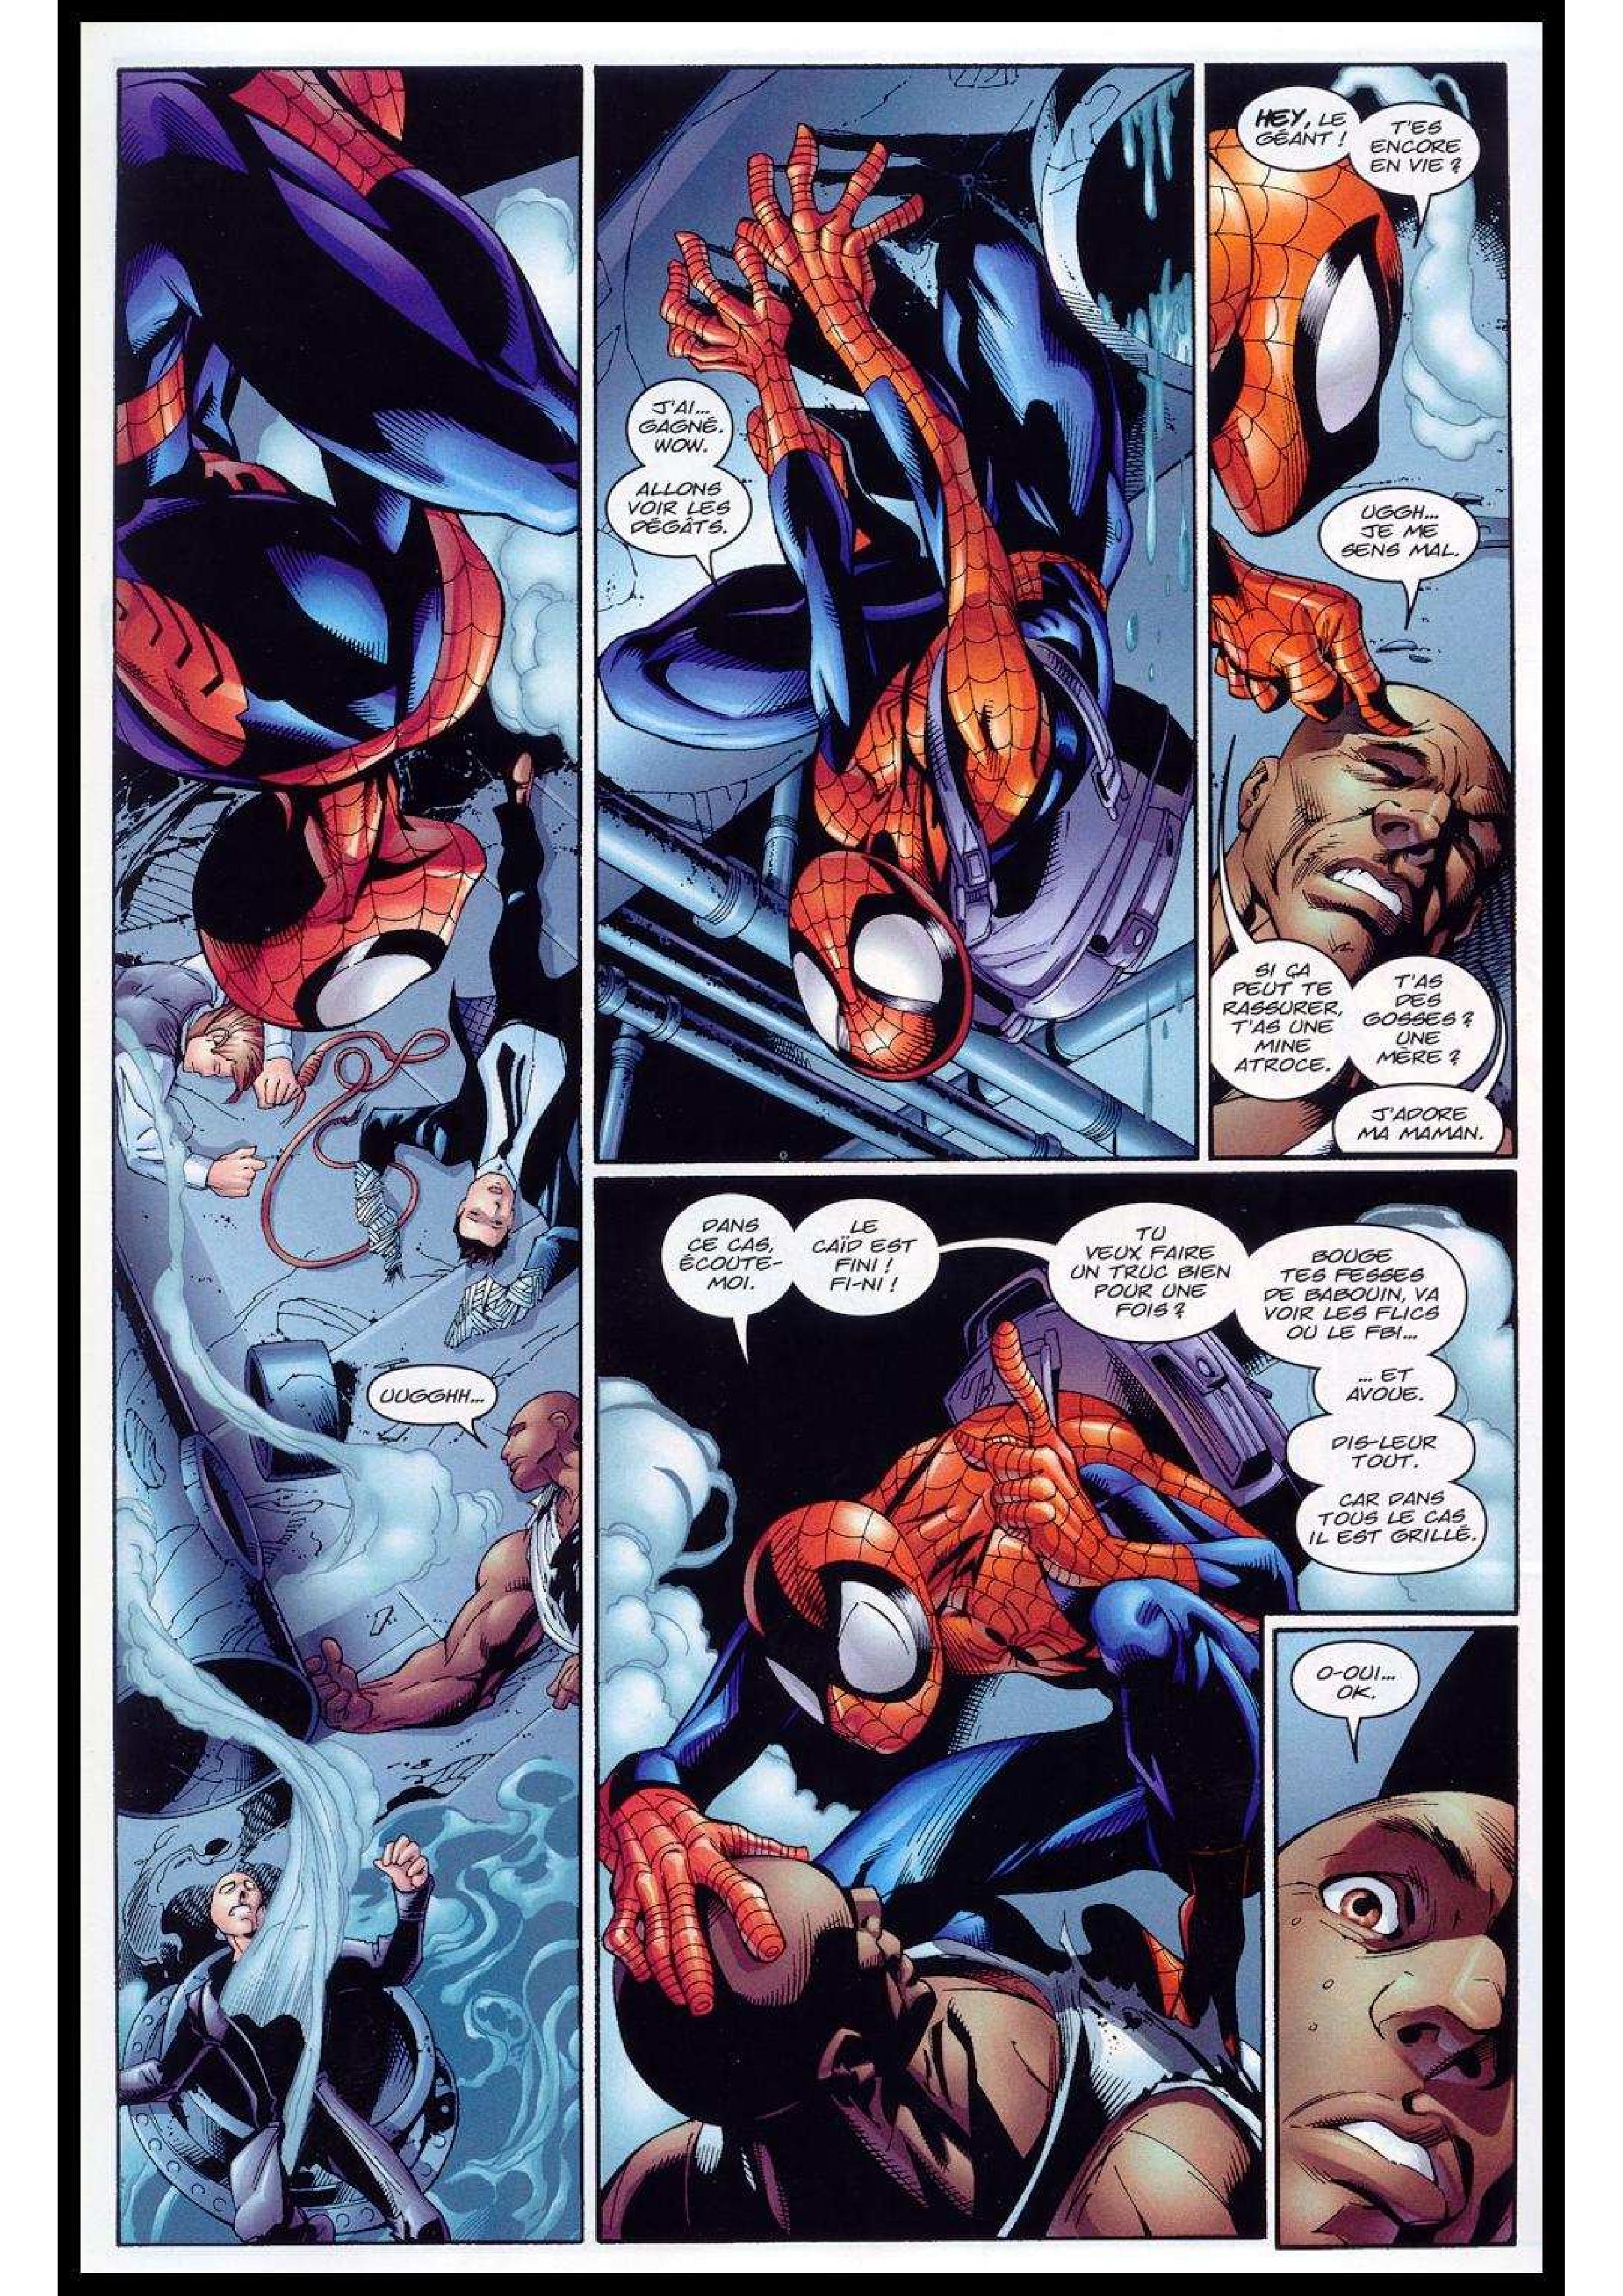 UUGGHH...
J'AI...
GAGNÉ.
WOW.
ALLONS
VOIR LES
DÉGÂTS.
HEY, LE
GÉANT !
T'ES
ENCORE
EN VIE ?
UGGH...
JE ME
SENS MAL.
SI ÇA
PEUT TE
RASSURER,
T'AS UNE
MINE
ATROCE.
T'AS
DES
GOSSES ?
UNE
MÈRE ?
J'ADORE
MA MAMAN.
DANS
CE CAS,
ÉCOUTE-
MOI.
LE
CAÏD EST
FINI !
FI-NI !
TU
VEUX FAIRE
UN TRUC BIEN
POUR UNE
FOIS ?
BOUGE
TES FESSES
DE BABOUIN, VA
VOIR LES FLICS
OU LE FBI...
... ET
AVOUE.
DIS-LEUR
TOUT.
CAR DANS
TOUS LE CAS
IL EST GRILLÉ.
O-OUI...
OK.